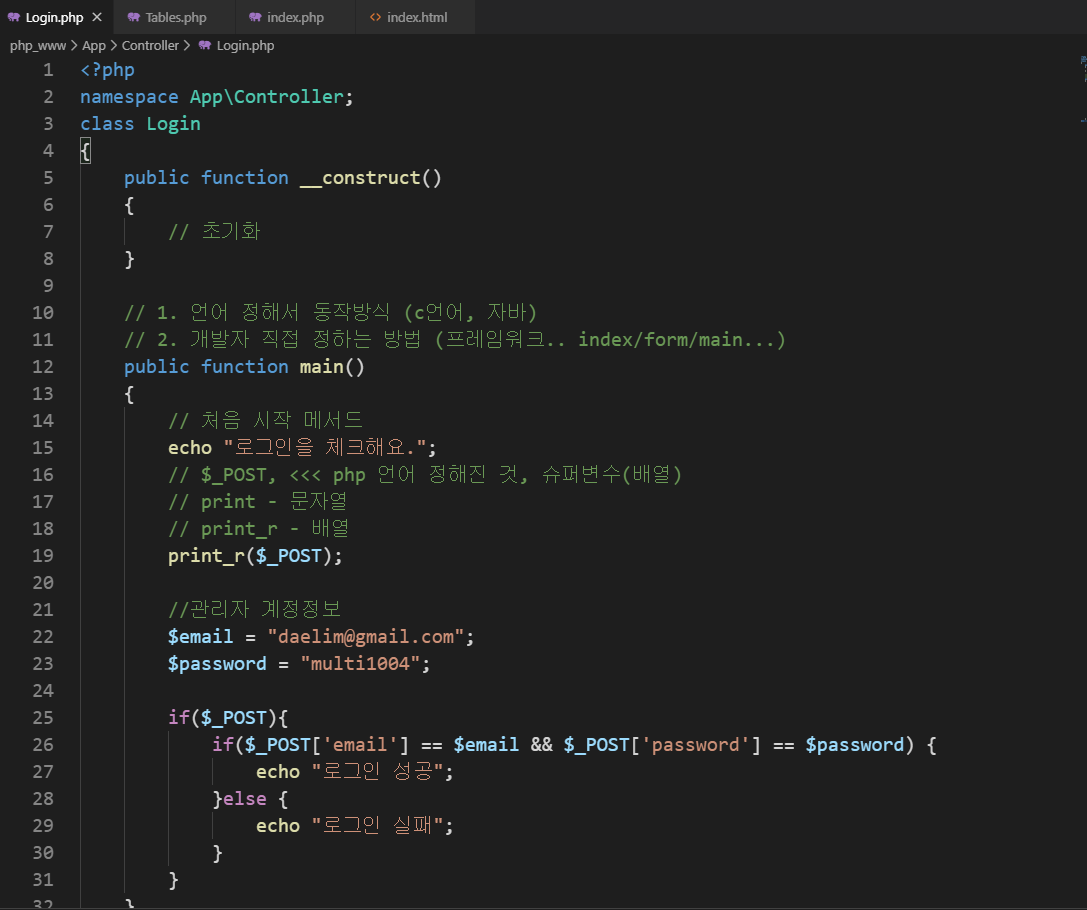 Login.php × Tables.php index.php <> index.html
php_www > App > Controller > Login.php
1 <?php
2 namespace App\Controller;
3 class Login
4 {
5     public function __construct()
6     {
7         // 초기화
8     }
9
10     // 1. 언어 정해서 동작방식 (c언어, 자바)
11     // 2. 개발자 직접 정하는 방법 (프레임워크.. index/form/main...)
12     public function main()
13     {
14         // 처음 시작 메서드
15         echo "로그인을 체크해요.";
16         // $_POST, <<< php 언어 정해진 것, 슈퍼변수(배열)
17         // print - 문자열
18         // print_r - 배열
19         print_r($_POST);
20
21         //관리자 계정정보
22         $email = "daelim@gmail.com";
23         $password = "multi1004";
24
25         if($_POST){
26             if($_POST['email'] == $email && $_POST['password'] == $password) {
27                 echo "로그인 성공";
28             }else {
29                 echo "로그인 실패";
30             }
31         }
32     }